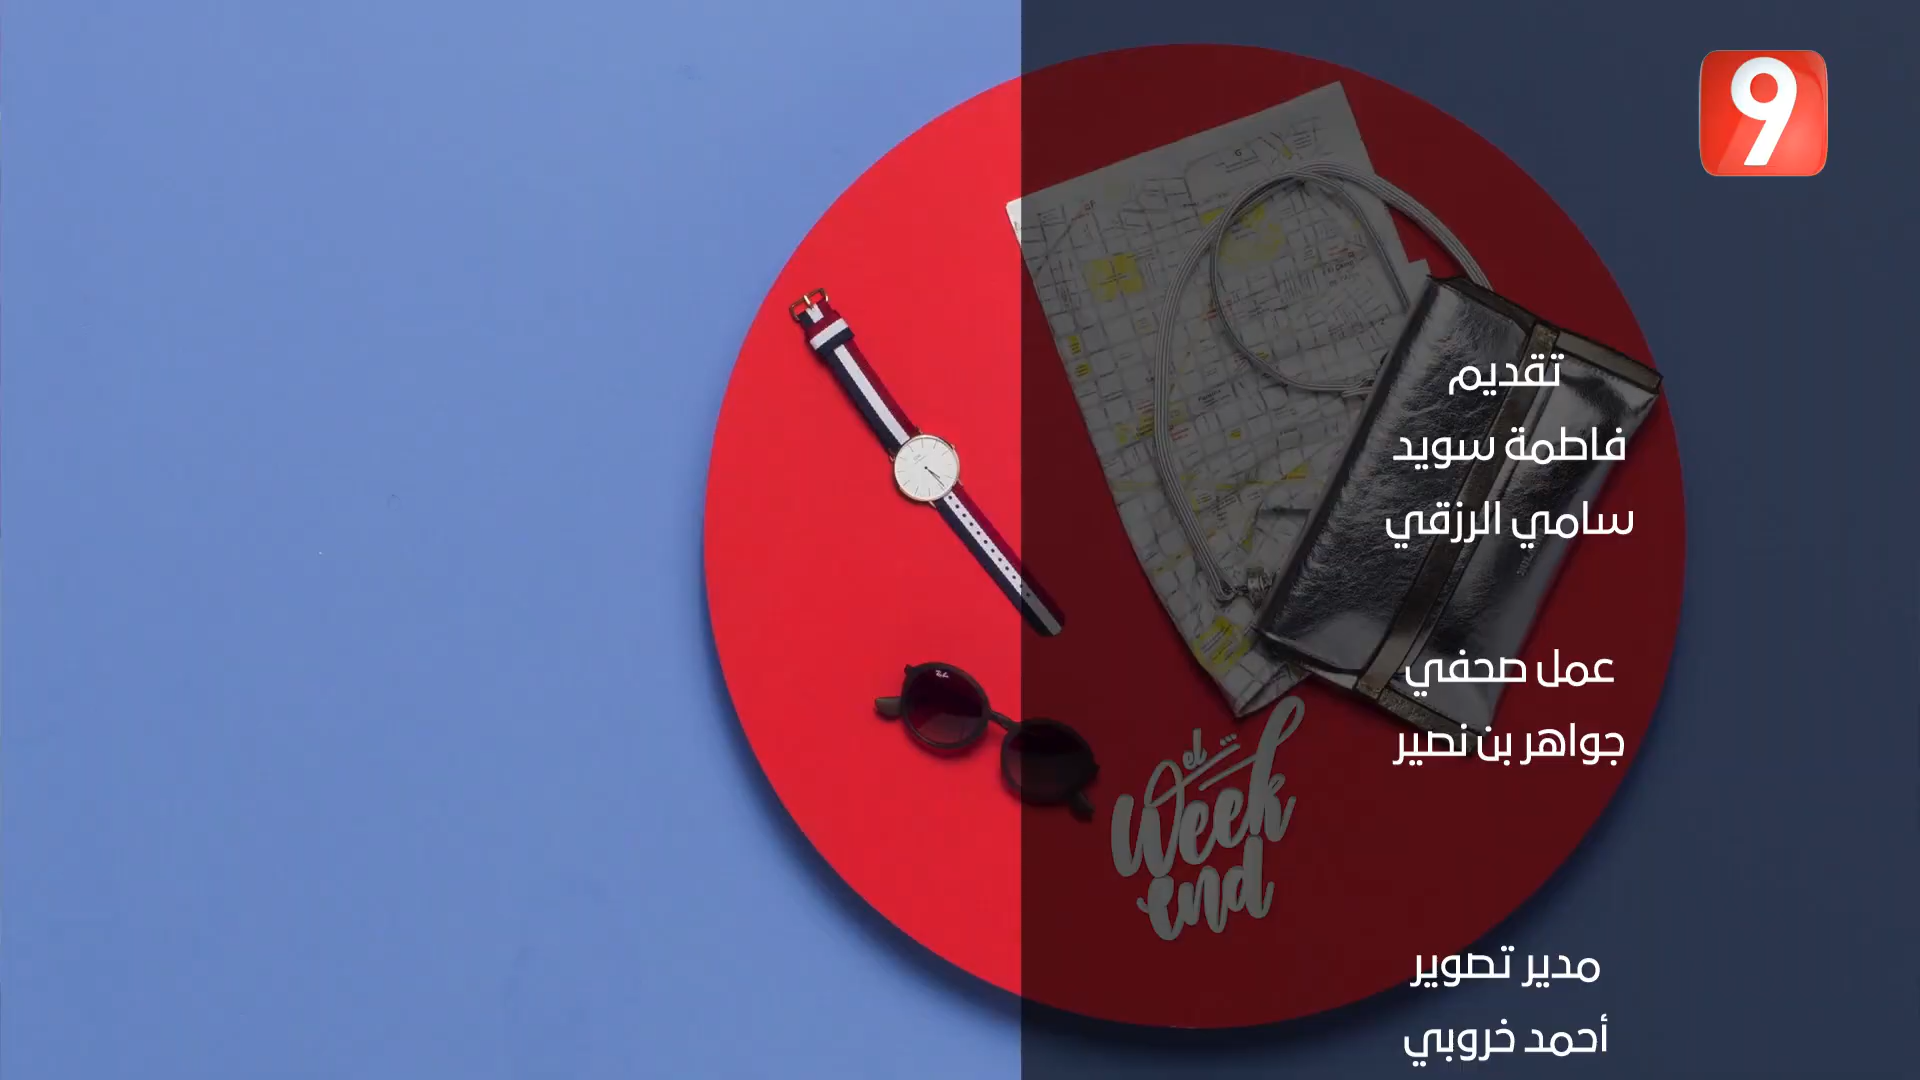 9
تقديم
فاطمة سويد
سامي الرزقي
عمل صحفي
جواهر بن نصير
el
Week
end
مدير تصوير
أحمد خروبي